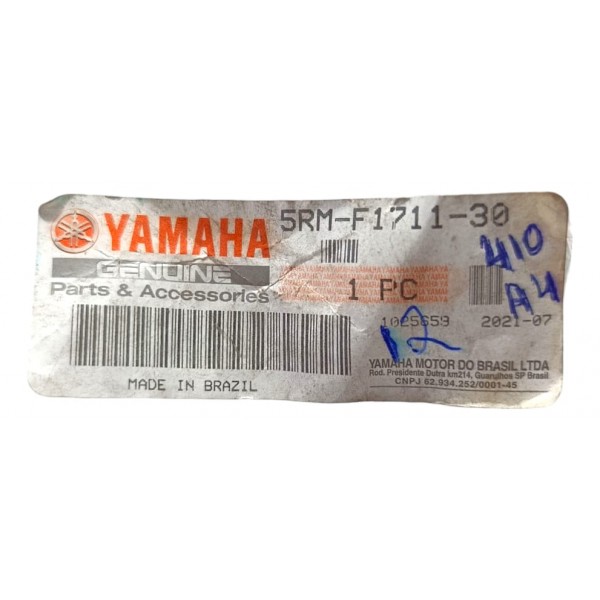 YAMAHA
GENUINE
Parts & Accessories
MADE IN BRAZIL
5RM-F1711-30
1 PC
1025659 2021-07
YAMAHA MOTOR DO BRASIL LTDA
Rod. Presidente Dutra km214, Guarulhos SP Brasil
CNPJ 62.934.252/0001-45
410
A4
12